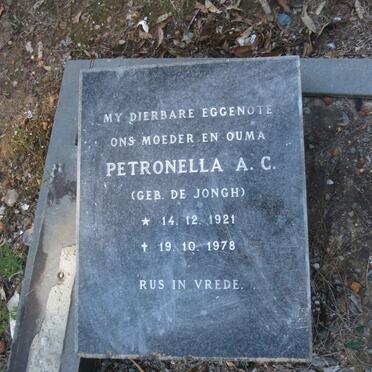 MY DIERBARE EGGENOTE
ONS MOEDER EN OUMA
PETRONELLA A. C.
(GEB. DE JONGH)
★ 14. 12. 1921
† 19. 10. 1978
RUS IN VREDE.